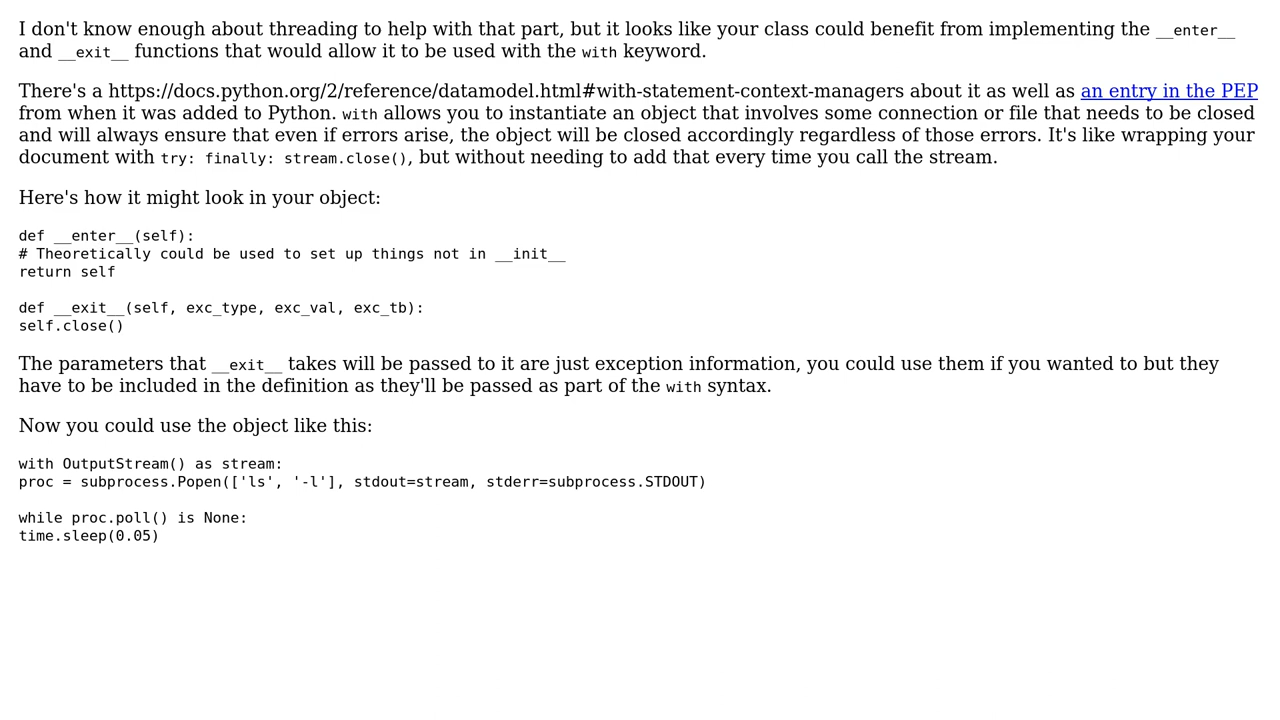 I don't know enough about threading to help with that part, but it looks like your class could benefit from implementing the __enter__
and __exit__ functions that would allow it to be used with the with keyword.
There's a https://docs.python.org/2/reference/datamodel.html#with-statement-context-managers about it as well as an entry in the PEP
from when it was added to Python. with allows you to instantiate an object that involves some connection or file that needs to be closed
and will always ensure that even if errors arise, the object will be closed accordingly regardless of those errors. It's like wrapping your
document with try: finally: stream.close(), but without needing to add that every time you call the stream.
Here's how it might look in your object:
def __enter__(self):
# Theoretically could be used to set up things not in __init__
return self
def __exit__(self, exc_type, exc_val, exc_tb):
self.close()
The parameters that __exit__ takes will be passed to it are just exception information, you could use them if you wanted to but they
have to be included in the definition as they'll be passed as part of the with syntax.
Now you could use the object like this:
with OutputStream() as stream:
proc = subprocess.Popen(['ls', '-l'], stdout=stream, stderr=subprocess.STDOUT)
while proc.poll() is None:
time.sleep(0.05)